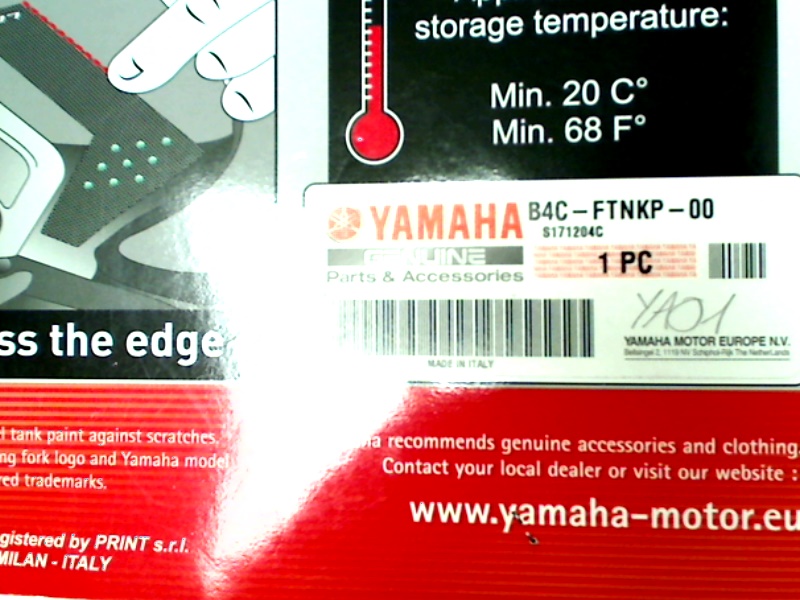 storage temperature:
Min. 20 C°
Min. 68 F°
YAMAHA
B4C-FTNKP-00
S171204C
GENUINE
1 PC
Parts & Accessories
YA01
YAMAHA MOTOR EUROPE N.V.
MADE IN ITALY
ss the edge
tank paint against scratches.
ng fork logo and Yamaha model
red trademarks.
gistered by PRINT s.r.l.
MILAN - ITALY
recommends genuine accessories and clothing.
Contact your local dealer or visit our website :
www.yamaha-motor.eu